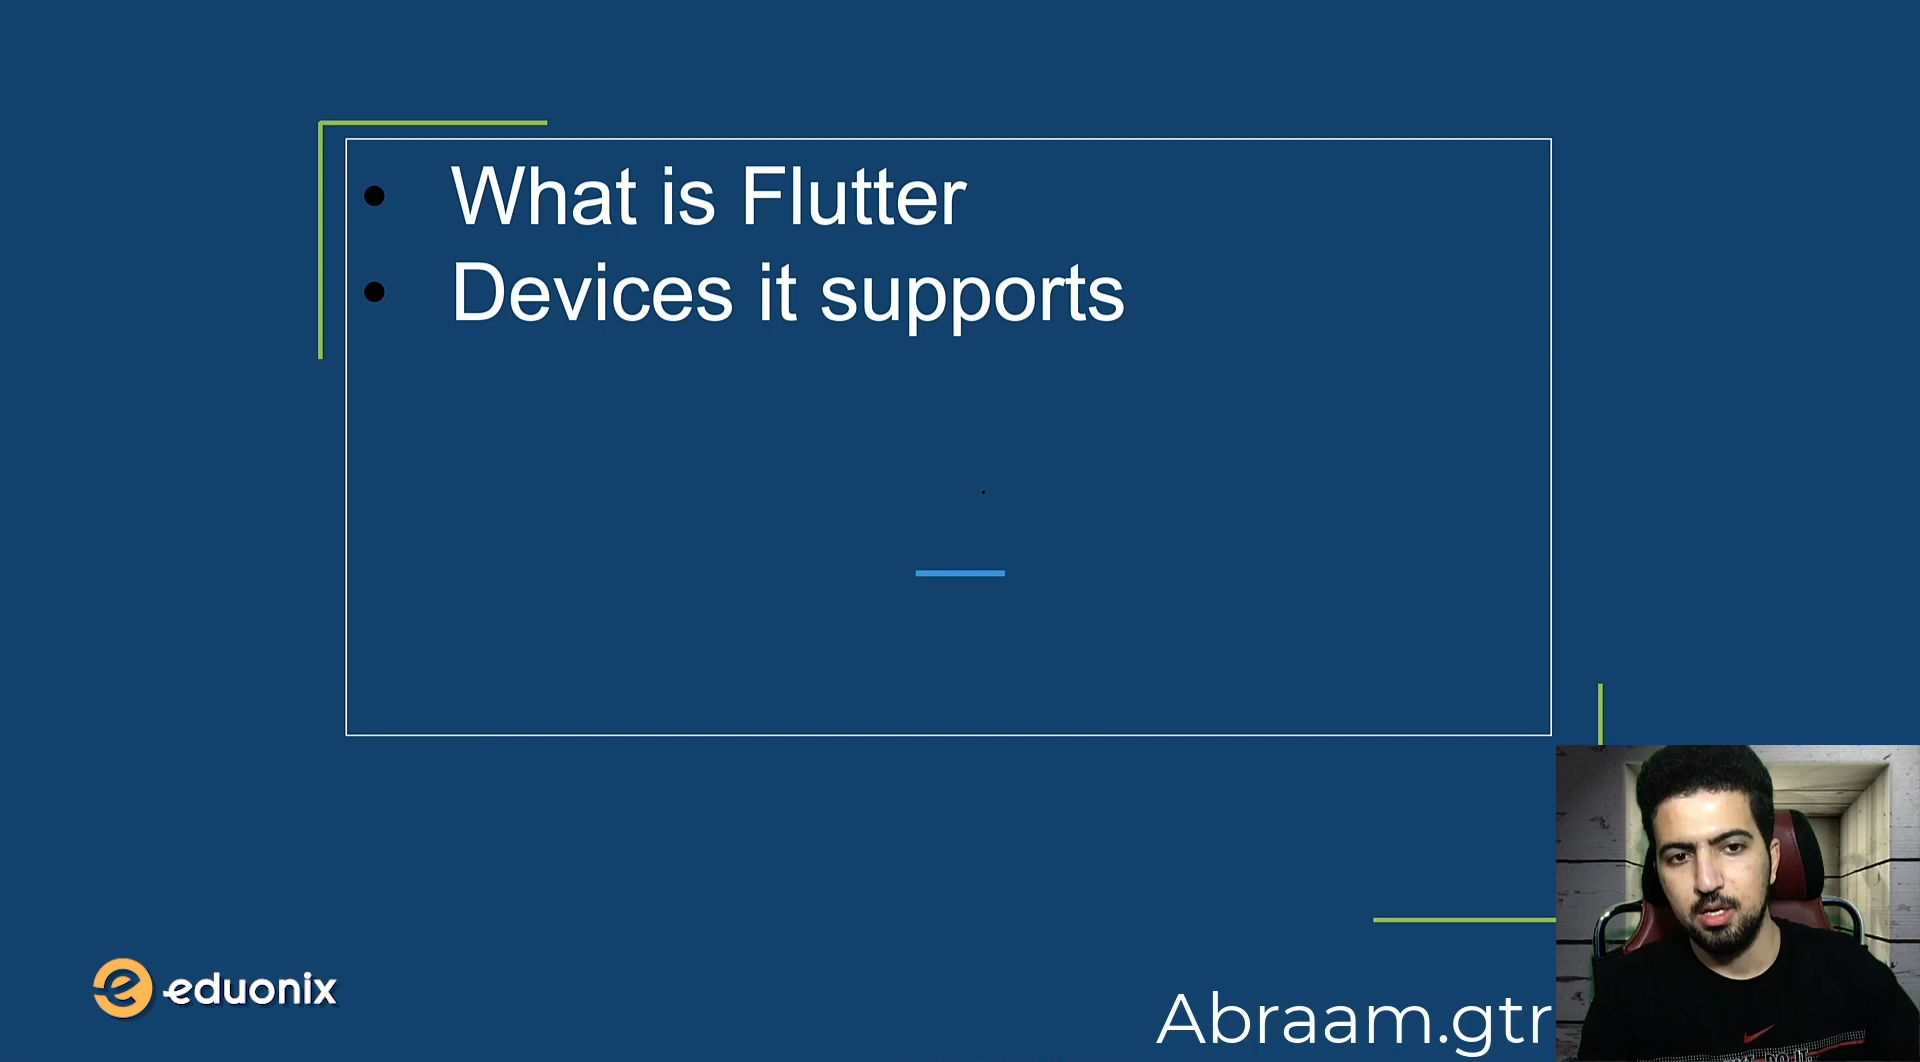 What is Flutter
Devices it supports
eduonix
Abraam.gtr